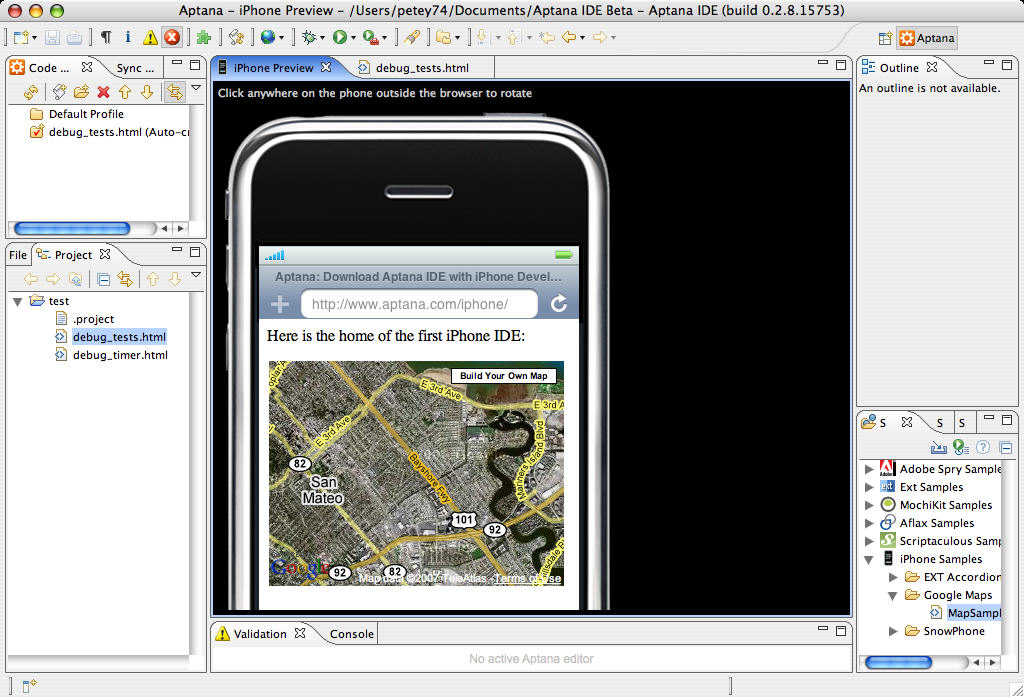 Aptana – iPhone Preview – /Users/petey74/Documents/Aptana IDE Beta – Aptana IDE (build 0.2.8.15753)
Aptana
Code ...
Sync ...
Default Profile
debug_tests.html (Auto-cr
File
Project
test
.project
debug_tests.html
debug_timer.html
iPhone Preview
debug_tests.html
Click anywhere on the phone outside the browser to rotate
Aptana: Download Aptana IDE with iPhone Devel...
http://www.aptana.com/iphone/
Here is the home of the first iPhone IDE:
Build Your Own Map
E 3rd Ave
E 3rd A
E 3rd Ave
Mariners Island Blvd
Bayshore Fwy
82
San
Mateo
101
92
92
82
Google
Map data ©2007 TeleAtlas - Terms of Use
Validation
Console
No active Aptana editor
Outline
An outline is not available.
S
S
S
Adobe Spry Sample
Ext Samples
MochiKit Samples
Aflax Samples
Scriptaculous Samp
iPhone Samples
EXT Accordion
Google Maps
MapSampl
SnowPhone